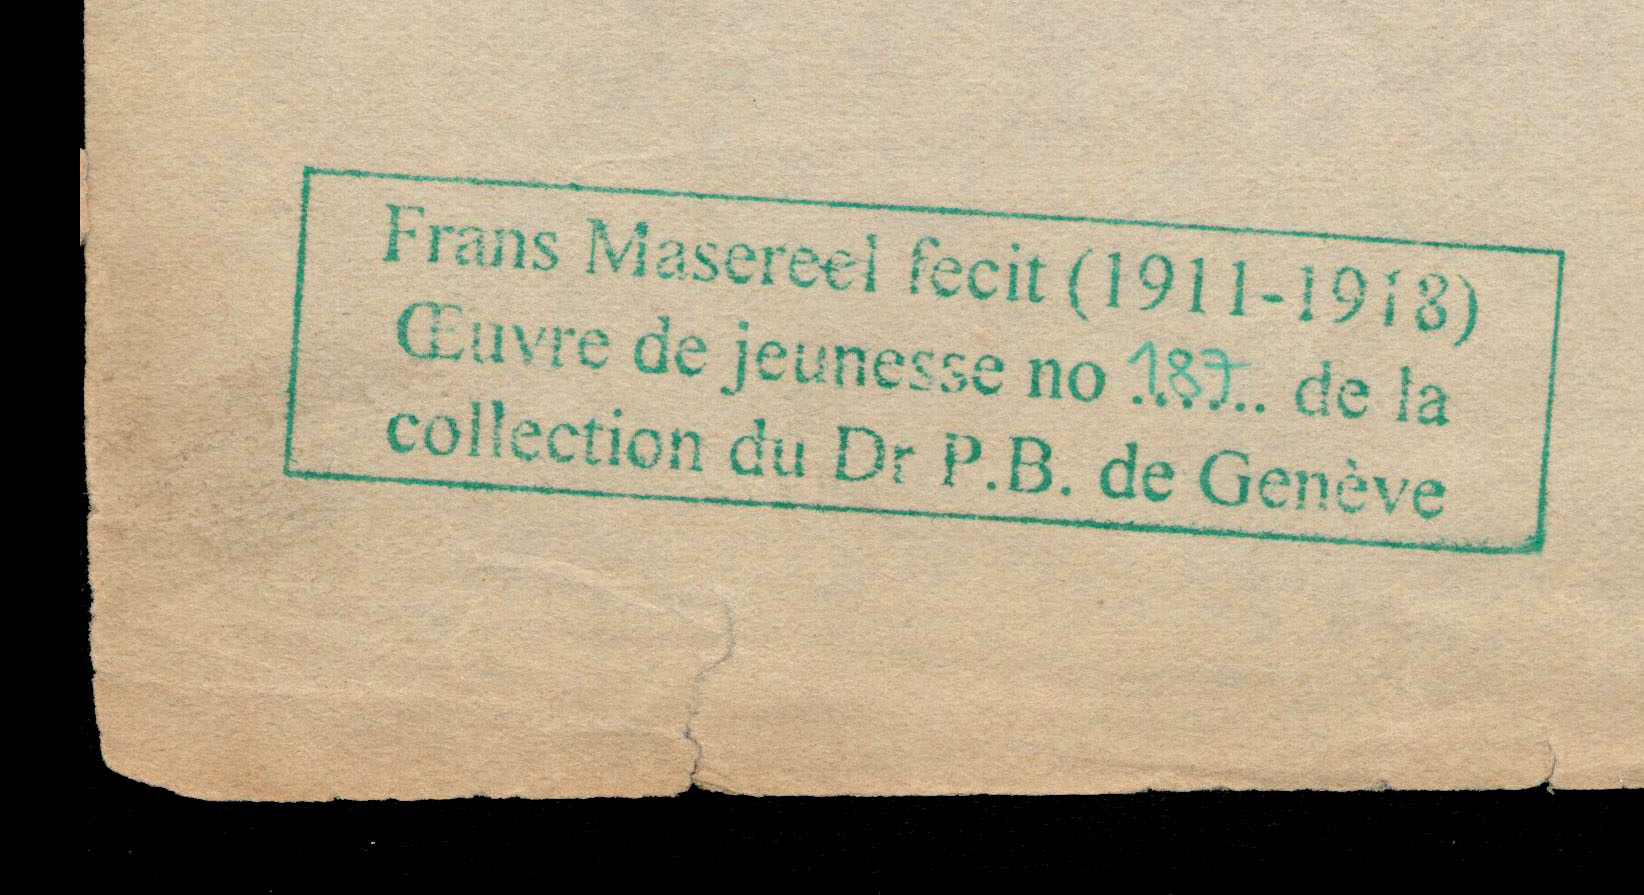 Frans Masereel fecit (1911-1918)
Œuvre de jeunesse no 187... de la
collection du Dr P.B. de Genève